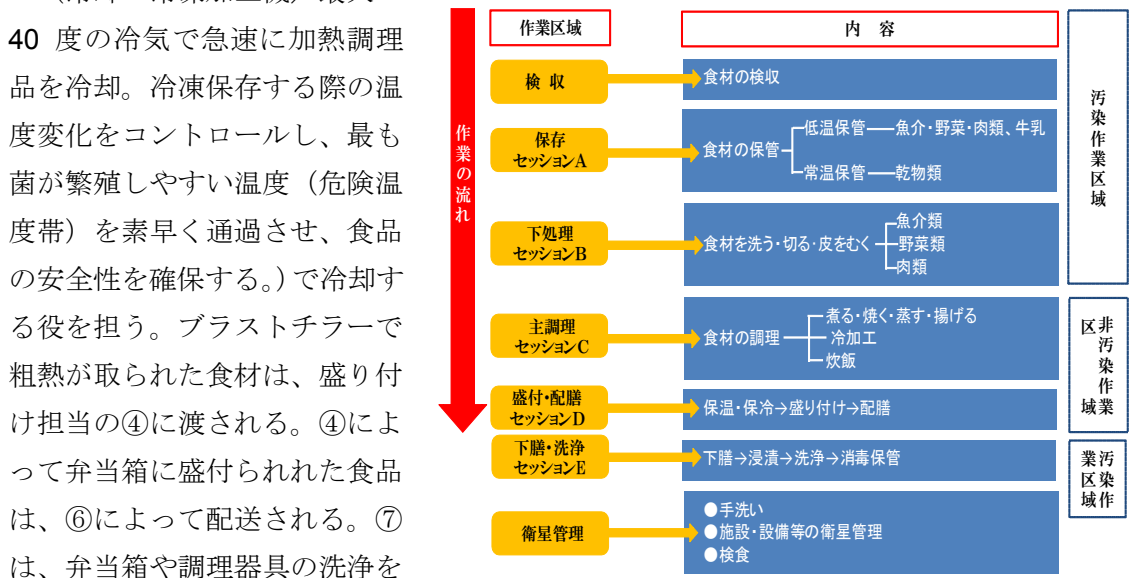 40 度の冷気で急速に加熱調理
品を冷却。冷凍保存する際の温
度変化をコントロールし、最も
菌が繁殖しやすい温度（危険温
度帯）を素早く通過させ、食品
の安全性を確保する。）で冷却す
る役を担う。ブラストチラーで
粗熱が取られた食材は、盛り付
け担当の④に渡される。④によ
って弁当箱に盛付られれた食品
は、⑥によって配送される。⑦
は、弁当箱や調理器具の洗浄を
作業の流れ
作業区域
内 容
検 収
食材の検収
保存
セッションA
食材の保管
低温保管
魚介・野菜・肉類、牛乳
常温保管
乾物類
下処理
セッションB
食材を洗う・切る・皮をむく
魚介類
野菜類
肉類
主調理
セッションC
食材の調理
煮る・焼く・蒸す・揚げる
冷加工
炊飯
盛付・配膳
セッションD
保温・保冷→盛り付け→配膳
下膳・洗浄
セッションE
下膳→浸漬→洗浄→消毒保管
衛星管理
●手洗い
●施設・設備等の衛星管理
●検食
汚染作業区域
非汚染作業
区域
汚染作
業区域